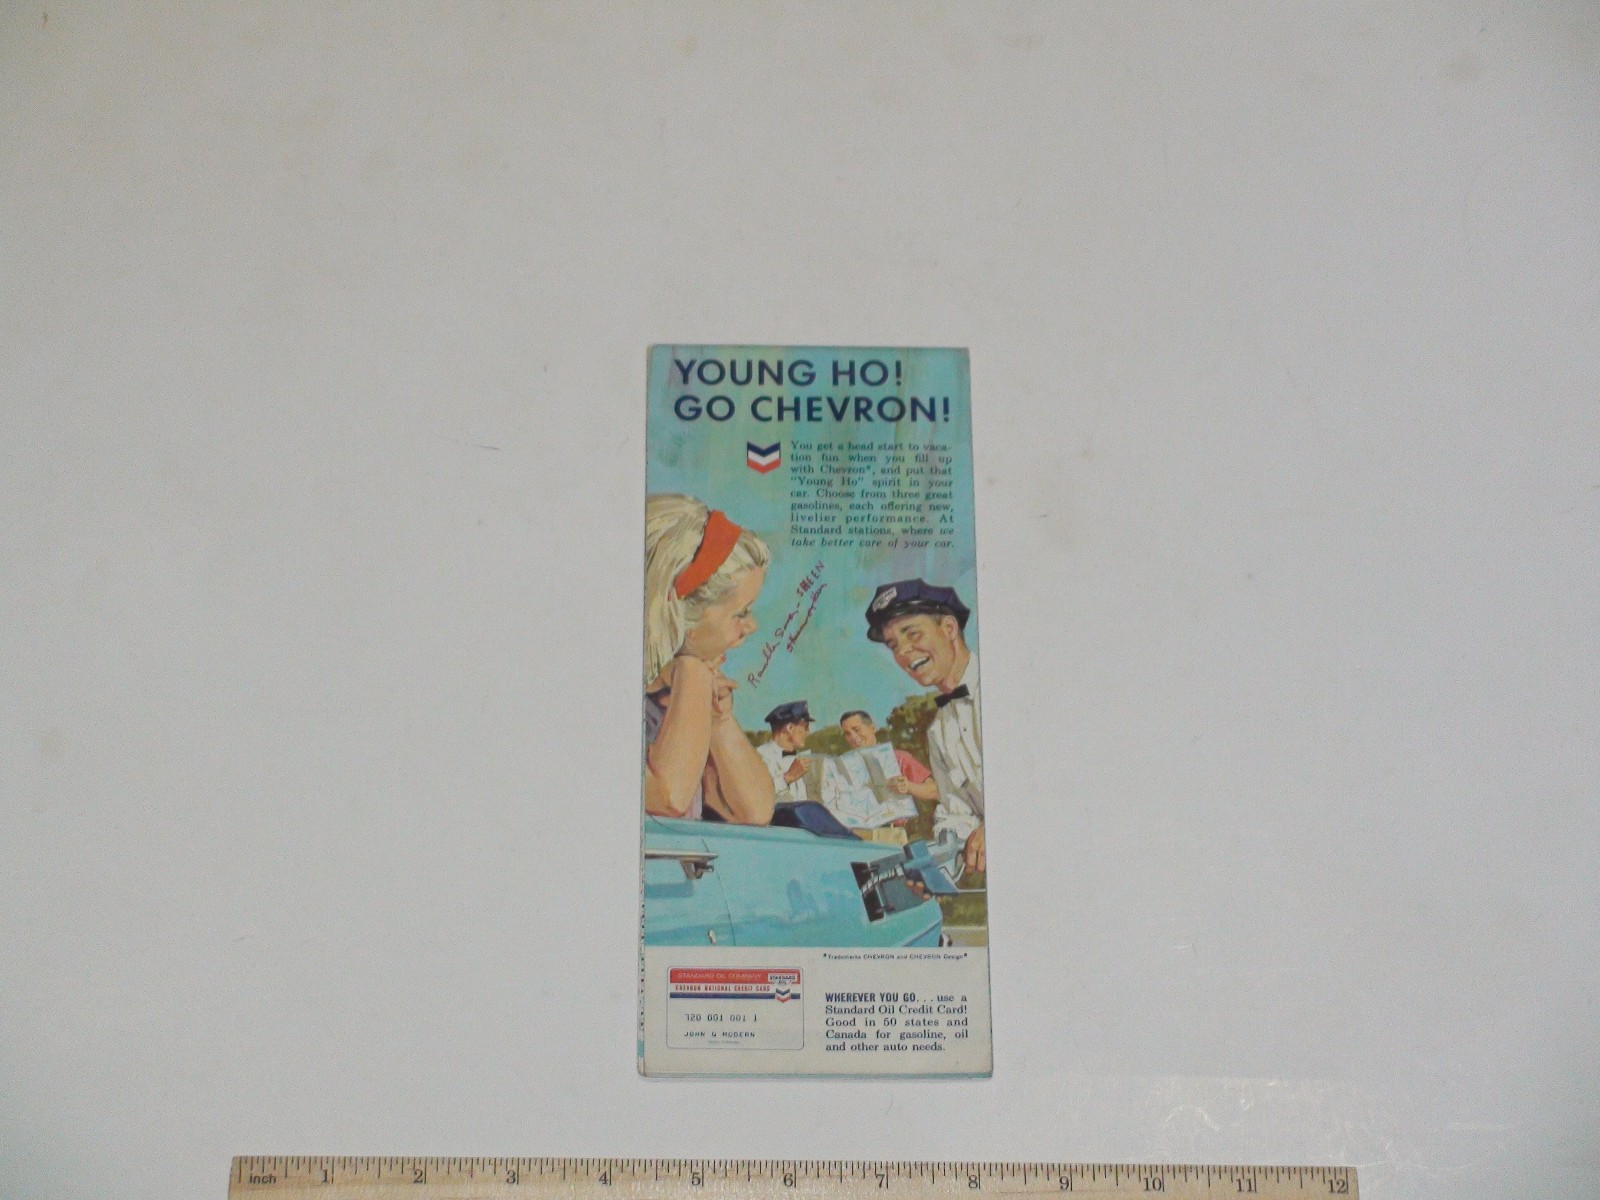 YOUNG HO!
GO CHEVRON!
You get a head start to vaca-
tion fun when you fill up
with Chevron*, and put that
"Young Ho" spirit in your
car. Choose from three great
gasolines, each offering new,
livelier performance. At
Standard stations, where we
take better care of your car.
SHEEN
*Trademarks CHEVRON and CHEVRON Design*
STANDARD OIL COMPANY
STANDARD
CHEVRON NATIONAL CREDIT CARD
720 001 001 1
JOHN Q MODERN
WHEREVER YOU GO... use a
Standard Oil Credit Card!
Good in 50 states and
Canada for gasoline, oil
and other auto needs.
inch 1 2 3 4 5 6 7 8 9 10 11 12